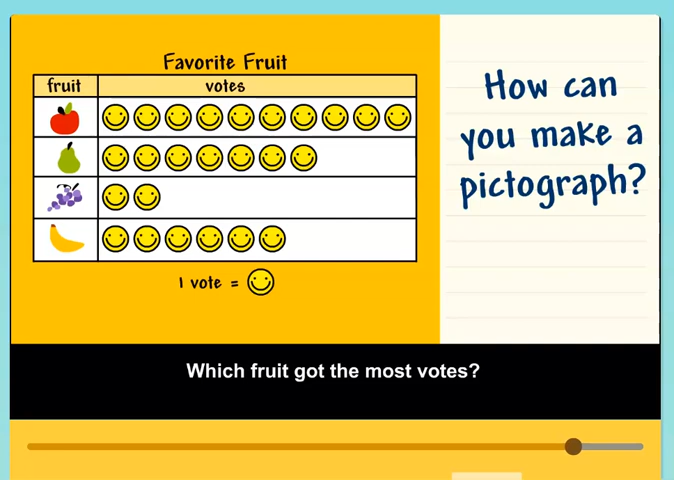 Favorite Fruit
fruit votes
1 vote =
How can
you make a
pictograph?
Which fruit got the most votes?